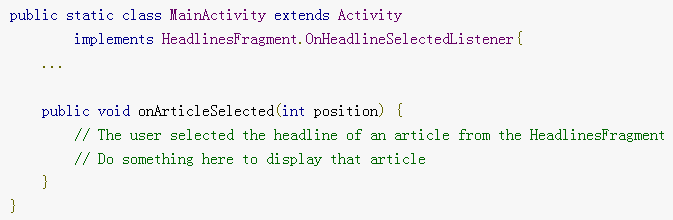 public static class MainActivity extends Activity
        implements HeadlinesFragment.OnHeadlineSelectedListener{
    ...

    public void onArticleSelected(int position) {
        // The user selected the headline of an article from the HeadlinesFragment
        // Do something here to display that article
    }
}